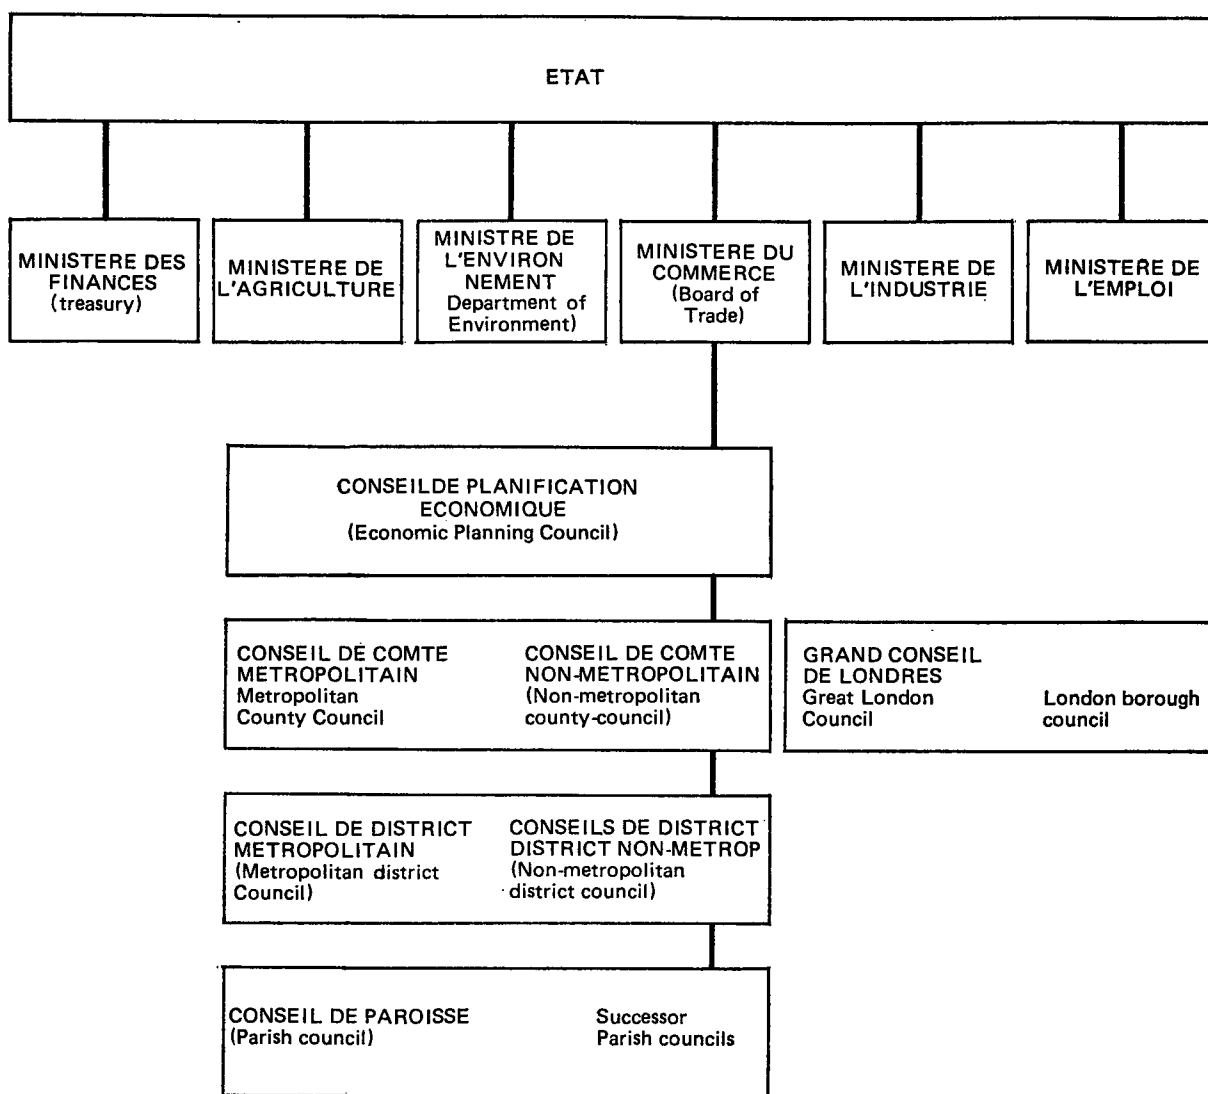 ETAT
MINISTERE DES
FINANCES
(treasury)
MINISTERE DE
L'AGRICULTURE
MINISTRE DE
L'ENVIRON
NEMENT
Department of
Environment)
MINISTERE DU
COMMERCE
(Board of
Trade)
MINISTERE DE
L'INDUSTRIE
MINISTERE DE
L'EMPLOI
CONSEILDE PLANIFICATION
ECONOMIQUE
(Economic Planning Council)
CONSEIL DE COMTE
METROPOLITAIN
Metropolitan
County Council
CONSEIL DE COMTE
NON-METROPOLITAIN
(Non-metropolitan
county-council)
GRAND CONSEIL
DE LONDRES
Great London
Council
London borough
council
CONSEIL DE DISTRICT
METROPOLITAIN
(Metropolitan district
Council)
CONSEILS DE DISTRICT
DISTRICT NON-METROP
(Non-metropolitan
district council)
CONSEIL DE PAROISSE
(Parish council)
Successor
Parish councils